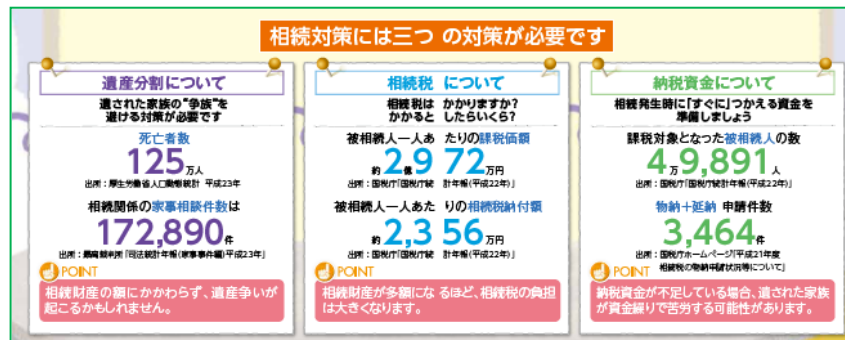 相続対策には三つ の対策が必要です
遺産分割について
遺された家族の“争族”を
避ける対策が必要です
死亡者数
125万人
出所：厚生労働省人口動態統計 平成23年
相続関係の家事相談件数は
172,890件
出所：最高裁判所「司法統計年報(家事事件編)平成23年」
POINT
相続財産の額にかかわらず、遺産争いが
起こるかもしれません。
相続税 について
相続税は かかりますか?
かかると したらいくら?
被相続人一人あ たりの課税価額
約2億9 72万円
出所：国税庁「国税庁統 計年報(平成22年)」
被相続人一人あた りの相続税納付額
約2,3 56万円
出所：国税庁「国税庁統 計年報(平成22年)」
POINT
相続財産が多額にな るほど、相続税の負担
は大きくなります。
納税資金について
相続発生時に「すぐに」つかえる資金を
準備しましょう
課税対象となった被相続人の数
4万9,891人
出所：国税庁「国税庁統計年報(平成22年)」
物納＋延納 申請件数
3,464件
出所：国税庁ホームページ「平成21年度
相続税の物納申請状況等について」
POINT
納税資金が不足している場合、遺された家族
が資金繰りで苦労する可能性があります。